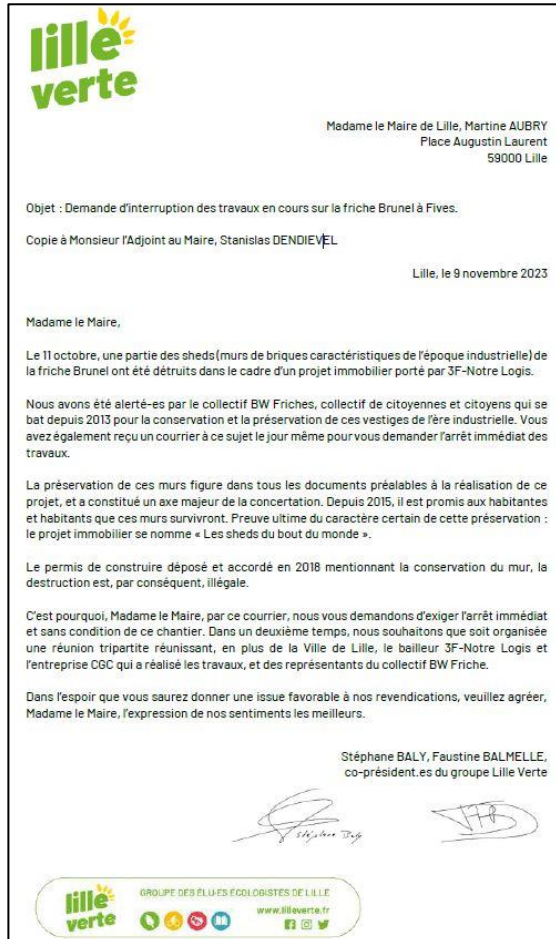 lille
verte
Madame le Maire de Lille, Martine AUBRY
Place Augustin Laurent
59000 Lille
Objet : Demande d'interruption des travaux en cours sur la friche Brunel à Fives.
Copie à Monsieur l'Adjoint au Maire, Stanislas DENDIEVEL
Lille, le 9 novembre 2023
Madame le Maire,
Le 11 octobre, une partie des sheds (murs de briques caractéristiques de l'époque industrielle) de
la friche Brunel ont été détruits dans le cadre d'un projet immobilier porté par 3F-Notre Logis.
Nous avons été alerté-es par le collectif BW Friches, collectif de citoyennes et citoyens qui se
bat depuis 2013 pour la conservation et la préservation de ces vestiges de l'ère industrielle. Vous
avez également reçu un courrier à ce sujet le jour même pour vous demander l'arrêt immédiat des
travaux.
La préservation de ces murs figure dans tous les documents préalables à la réalisation de ce
projet, et a constitué un axe majeur de la concertation. Depuis 2015, il est promis aux habitantes
et habitants que ces murs survivront. Preuve ultime du caractère certain de cette préservation :
le projet immobilier se nomme « Les sheds du bout du monde ».
Le permis de construire déposé et accordé en 2018 mentionnant la conservation du mur, la
destruction est, par conséquent, illégale.
C'est pourquoi, Madame le Maire, par ce courrier, nous vous demandons d'exiger l'arrêt immédiat
et sans condition de ce chantier. Dans un deuxième temps, nous souhaitons que soit organisée
une réunion tripartite réunissant, en plus de la Ville de Lille, le bailleur 3F-Notre Logis et
l'entreprise CGC qui a réalisé les travaux, et des représentants du collectif BW Friche.
Dans l'espoir que vous saurez donner une issue favorable à nos revendications, veuillez agréer,
Madame le Maire, l'expression de nos sentiments les meilleurs.
Stéphane BALY, Faustine BALMELLE,
co-président.es du groupe Lille Verte
Stéphane Baly
lille
verte
GROUPE DES ÉLU·ES ÉCOLOGISTES DE LILLE
www.lilleverte.fr